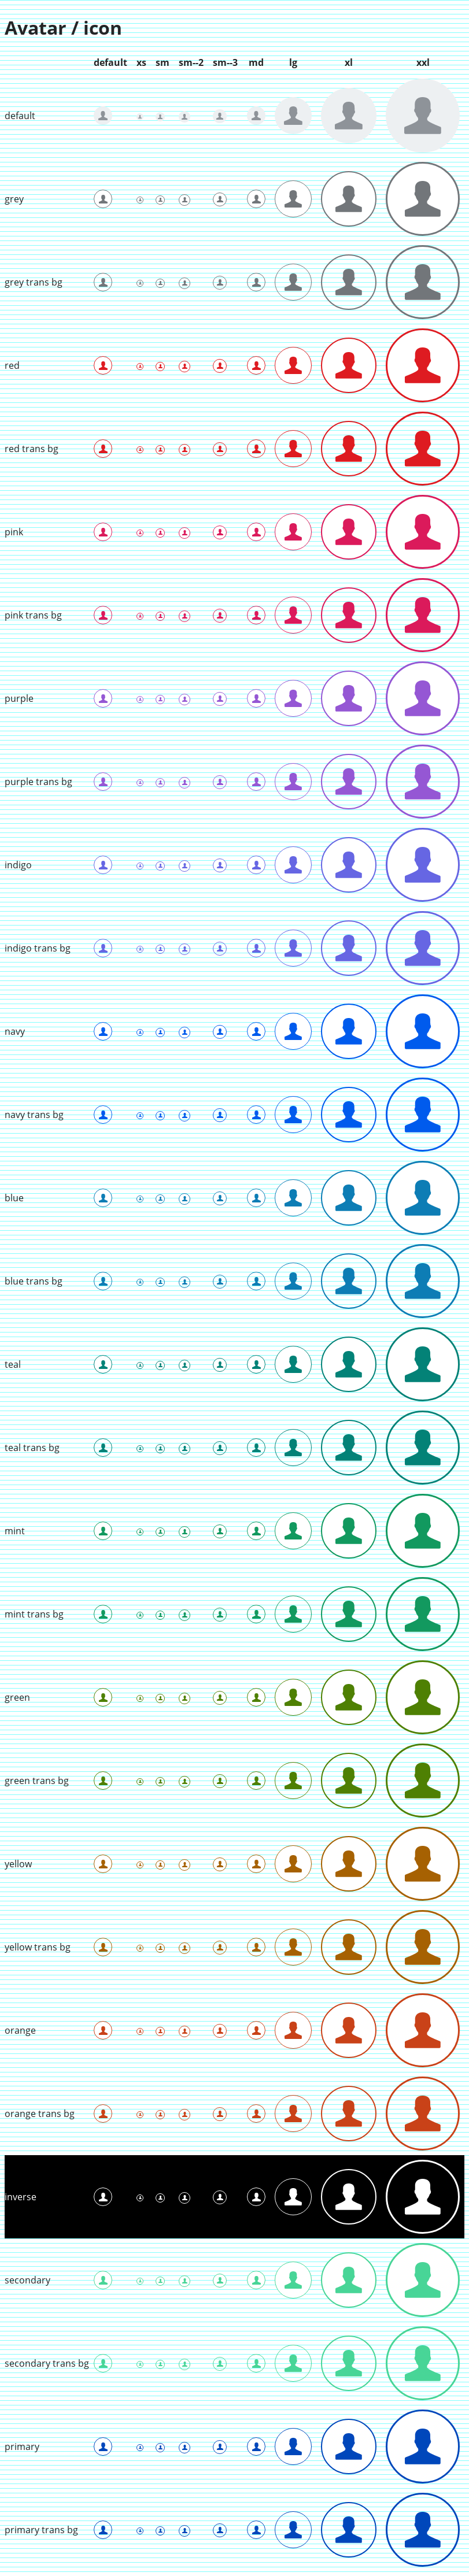 Avatar / icon
default xs sm sm--2 sm--3 md lg xl xxl
default
grey
grey trans bg
red
red trans bg
pink
pink trans bg
purple
purple trans bg
indigo
indigo trans bg
navy
navy trans bg
blue
blue trans bg
teal
teal trans bg
mint
mint trans bg
green
green trans bg
yellow
yellow trans bg
orange
orange trans bg
inverse
secondary
secondary trans bg
primary
primary trans bg